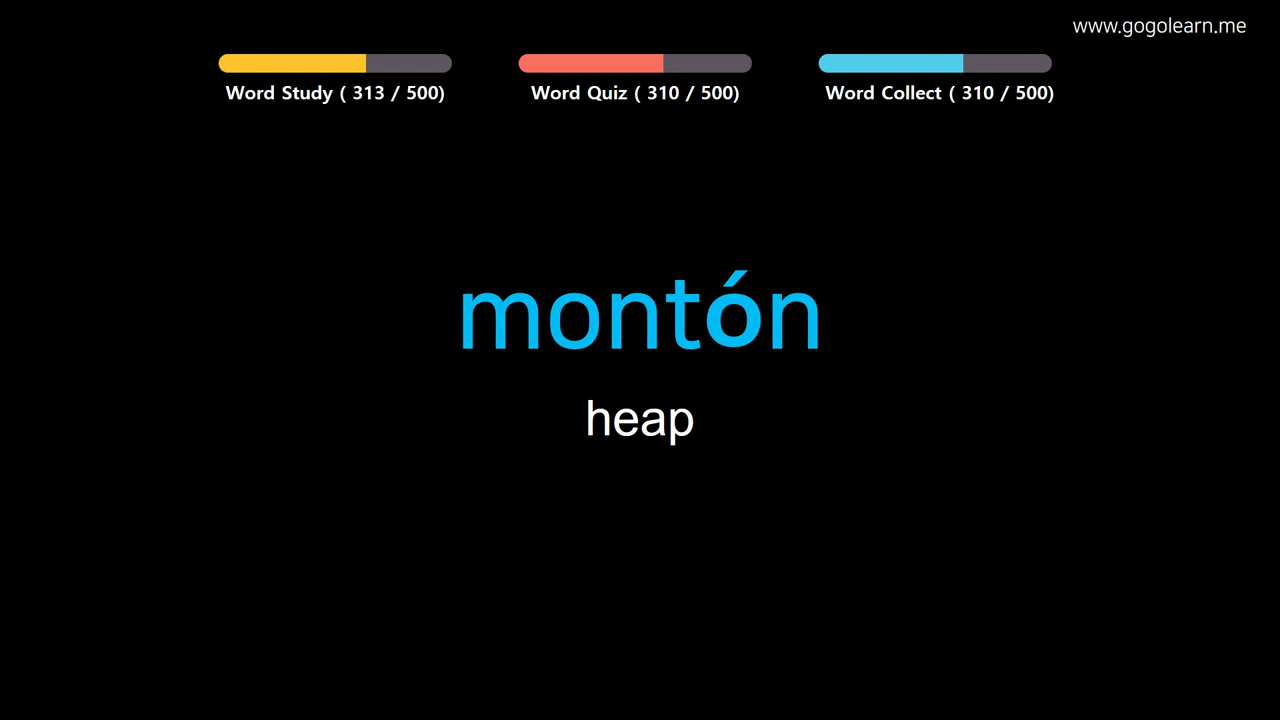 www.gogolearn.me
Word Study ( 313 / 500)
Word Quiz ( 310 / 500)
Word Collect ( 310 / 500)
montón
heap